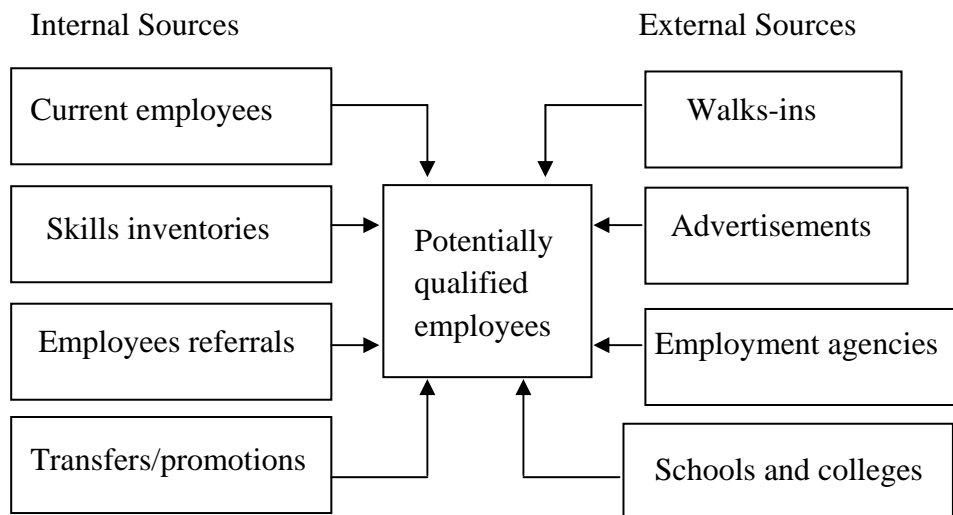 Internal Sources
External Sources
Current employees
Walks-ins
Skills inventories
Advertisements
Potentially
qualified
employees
Employees referrals
Employment agencies
Transfers/promotions
Schools and colleges